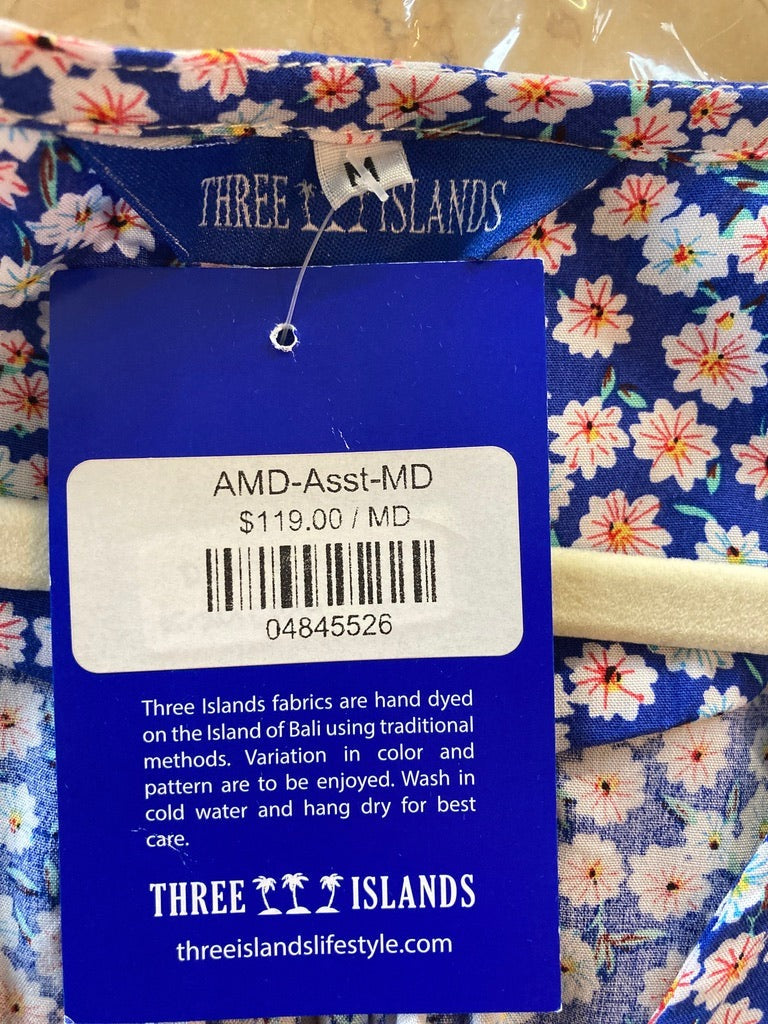 M
THREE ISLANDS
AMD-Asst-MD
$119.00 / MD
04845526
Three Islands fabrics are hand dyed
on the Island of Bali using traditional
methods. Variation in color and
pattern are to be enjoyed. Wash in
cold water and hang dry for best
care.
THREE ISLANDS
threeislandslifestyle.com